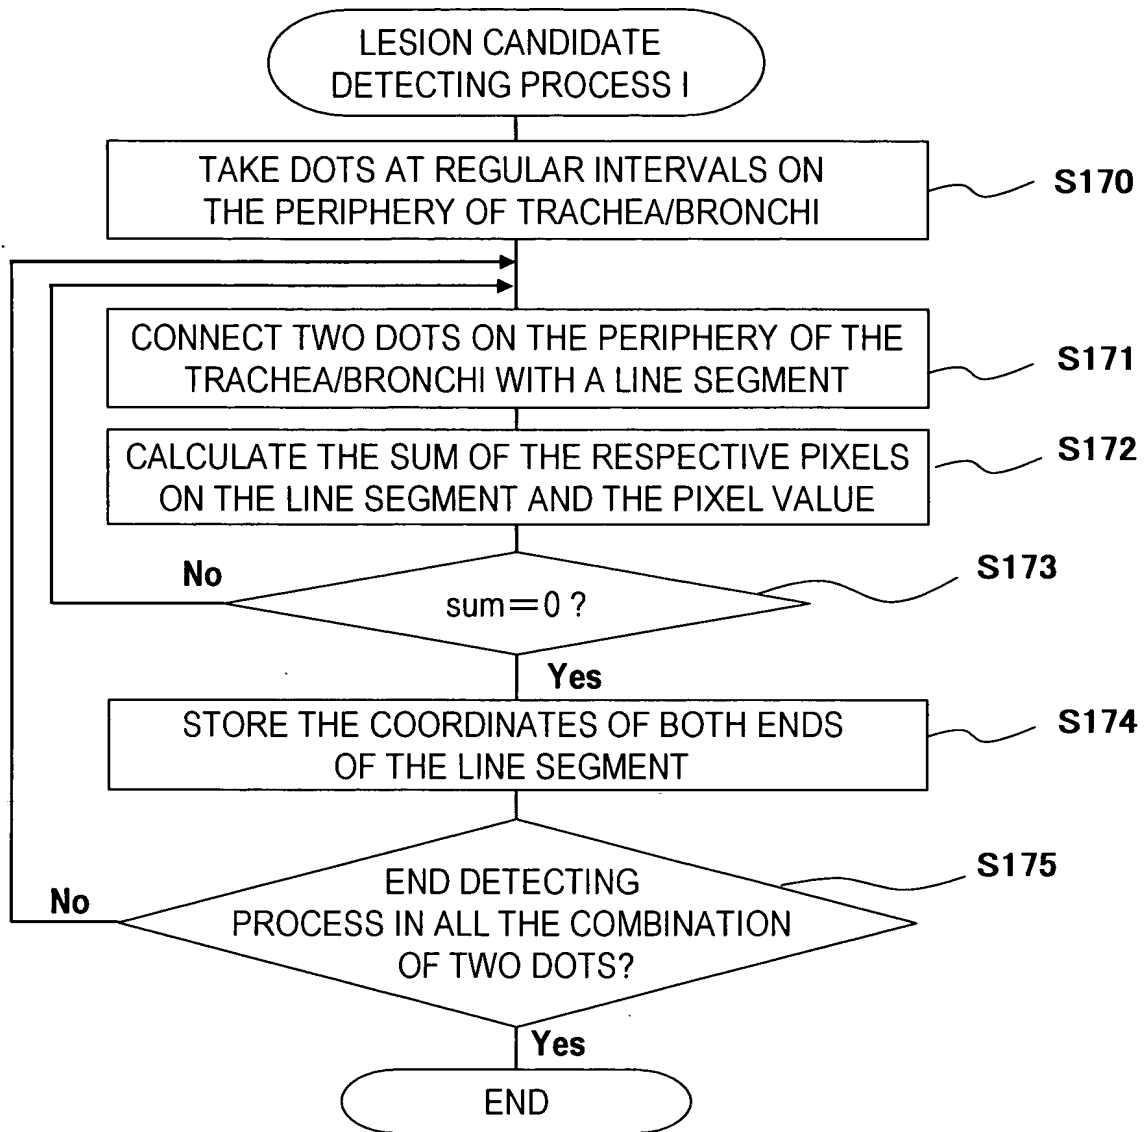 LESION CANDIDATE
DETECTING PROCESS I
TAKE DOTS AT REGULAR INTERVALS ON
THE PERIPHERY OF TRACHEA/BRONCHI
S170
CONNECT TWO DOTS ON THE PERIPHERY OF THE
TRACHEA/BRONCHI WITH A LINE SEGMENT
S171
CALCULATE THE SUM OF THE RESPECTIVE PIXELS
ON THE LINE SEGMENT AND THE PIXEL VALUE
S172
No
sum=0 ?
S173
Yes
STORE THE COORDINATES OF BOTH ENDS
OF THE LINE SEGMENT
S174
No
END DETECTING
PROCESS IN ALL THE COMBINATION
OF TWO DOTS?
S175
Yes
END